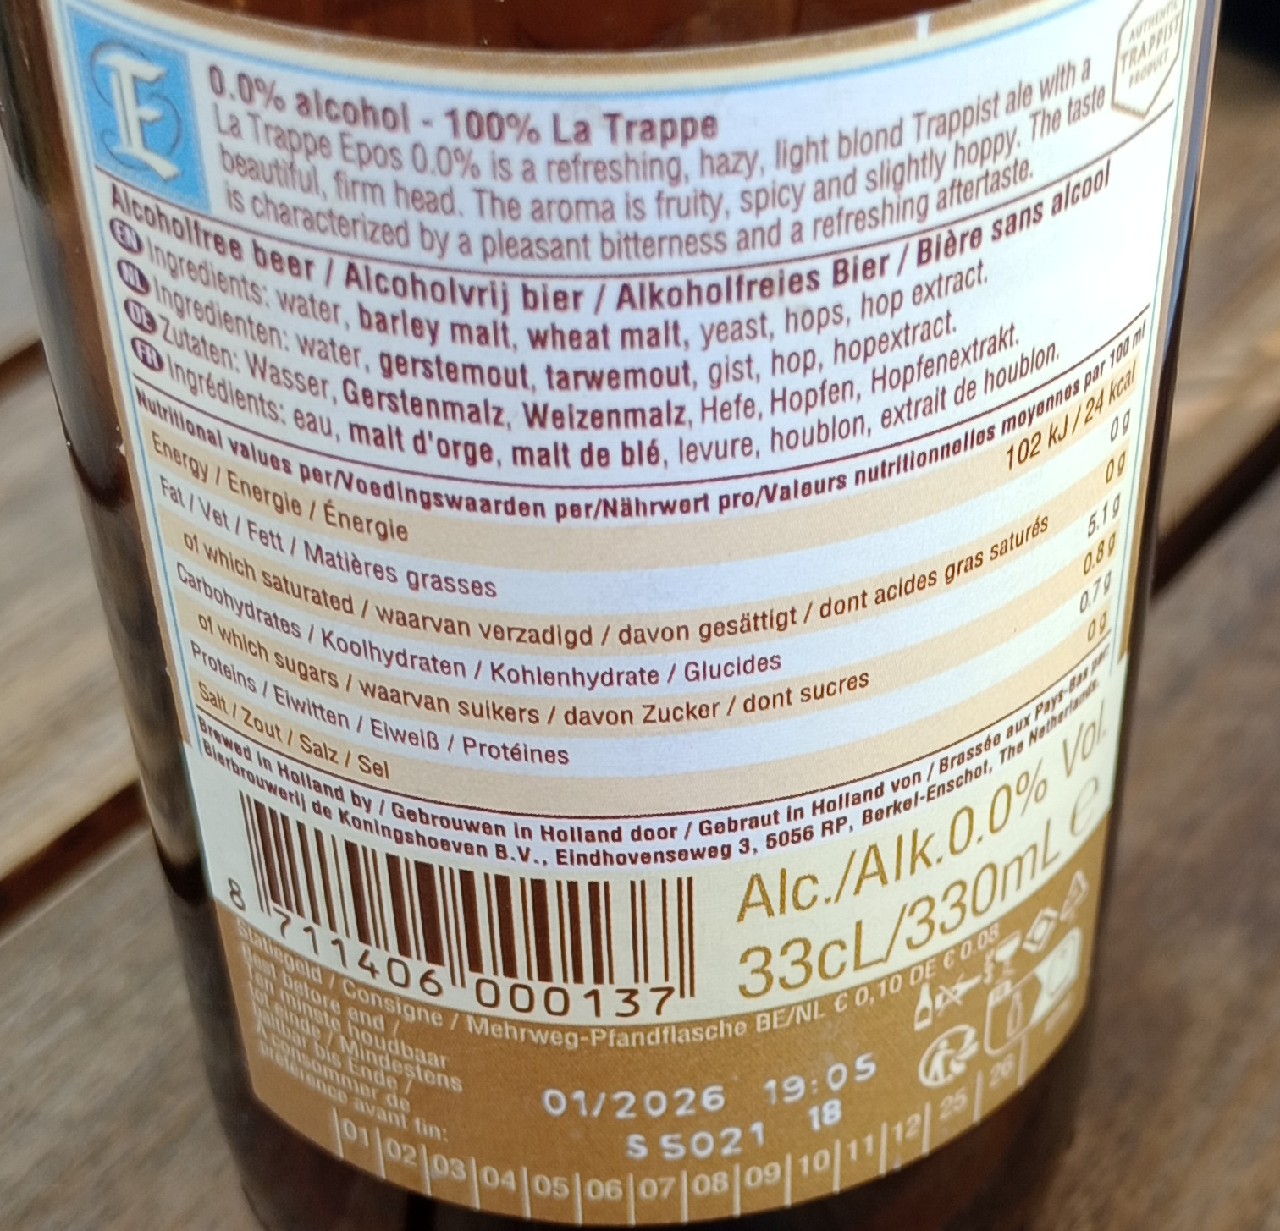 E
AUTHENTIC
TRAPPIST
PRODUCT
0.0% alcohol - 100% La Trappe
La Trappe Epos 0.0% is a refreshing, hazy, light blond Trappist ale with a
beautiful, firm head. The aroma is fruity, spicy and slightly hoppy. The taste
is characterized by a pleasant bitterness and a refreshing aftertaste.
Alcoholfree beer / Alcoholvrij bier / Alkoholfreies Bier / Bière sans alcool
EN Ingredients: water, barley malt, wheat malt, yeast, hops, hop extract.
NL Ingredienten: water, gerstemout, tarwemout, gist, hop, hopextract.
DE Zutaten: Wasser, Gerstenmalz, Weizenmalz, Hefe, Hopfen, Hopfenextrakt.
FR Ingrédients: eau, malt d'orge, malt de blé, levure, houblon, extrait de houblon.
Nutritional values per/Voedingswaarden per/Nährwert pro/Valeurs nutritionnelles moyennes par 100 ml
Energy / Energie / Énergie 102 kJ / 24 kcal
Fat / Vet / Fett / Matières grasses 0 g
of which saturated / waarvan verzadigd / davon gesättigt / dont acides gras saturés 0 g
Carbohydrates / Koolhydraten / Kohlenhydrate / Glucides 5.1 g
of which sugars / waarvan suikers / davon Zucker / dont sucres 0.8 g
Proteins / Eiwitten / Eiweiß / Protéines 0.7 g
Salt / Zout / Salz / Sel 0 g
Brewed in Holland by / Gebrouwen in Holland door / Gebraut in Holland von / Brassée aux Pays-Bas par:
Bierbrouwerij de Koningshoeven B.V., Eindhovenseweg 3, 5056 RP, Berkel-Enschot, The Netherlands.
Alc./Alk.0.0% Vol.
33cL/330mL e
8 711406 000137
Statiegeld / Consigne / Mehrweg-Pfandflasche BE/NL € 0,10 DE € 0.08
Best before end /
Ten minste houdbaar
tot einde / Mindestens
haltbar bis Ende /
à consommer de
préférence avant fin:
01/2026 19:05
S5021 18
01 02 03 04 05 06 07 08 09 10 11 12 25 26